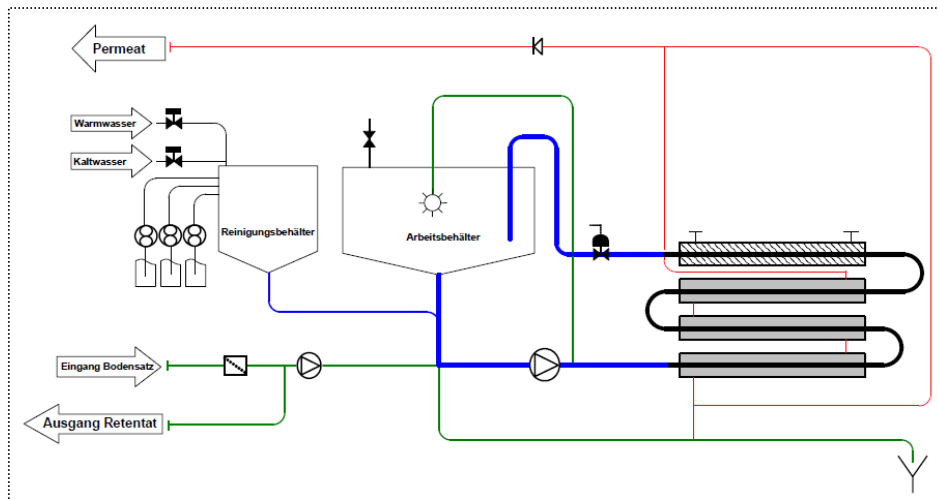 Permeat
Warmwasser
Kaltwasser
Reinigungsbehälter
Arbeitsbehälter
Eingang Bodensatz
Ausgang Retentat